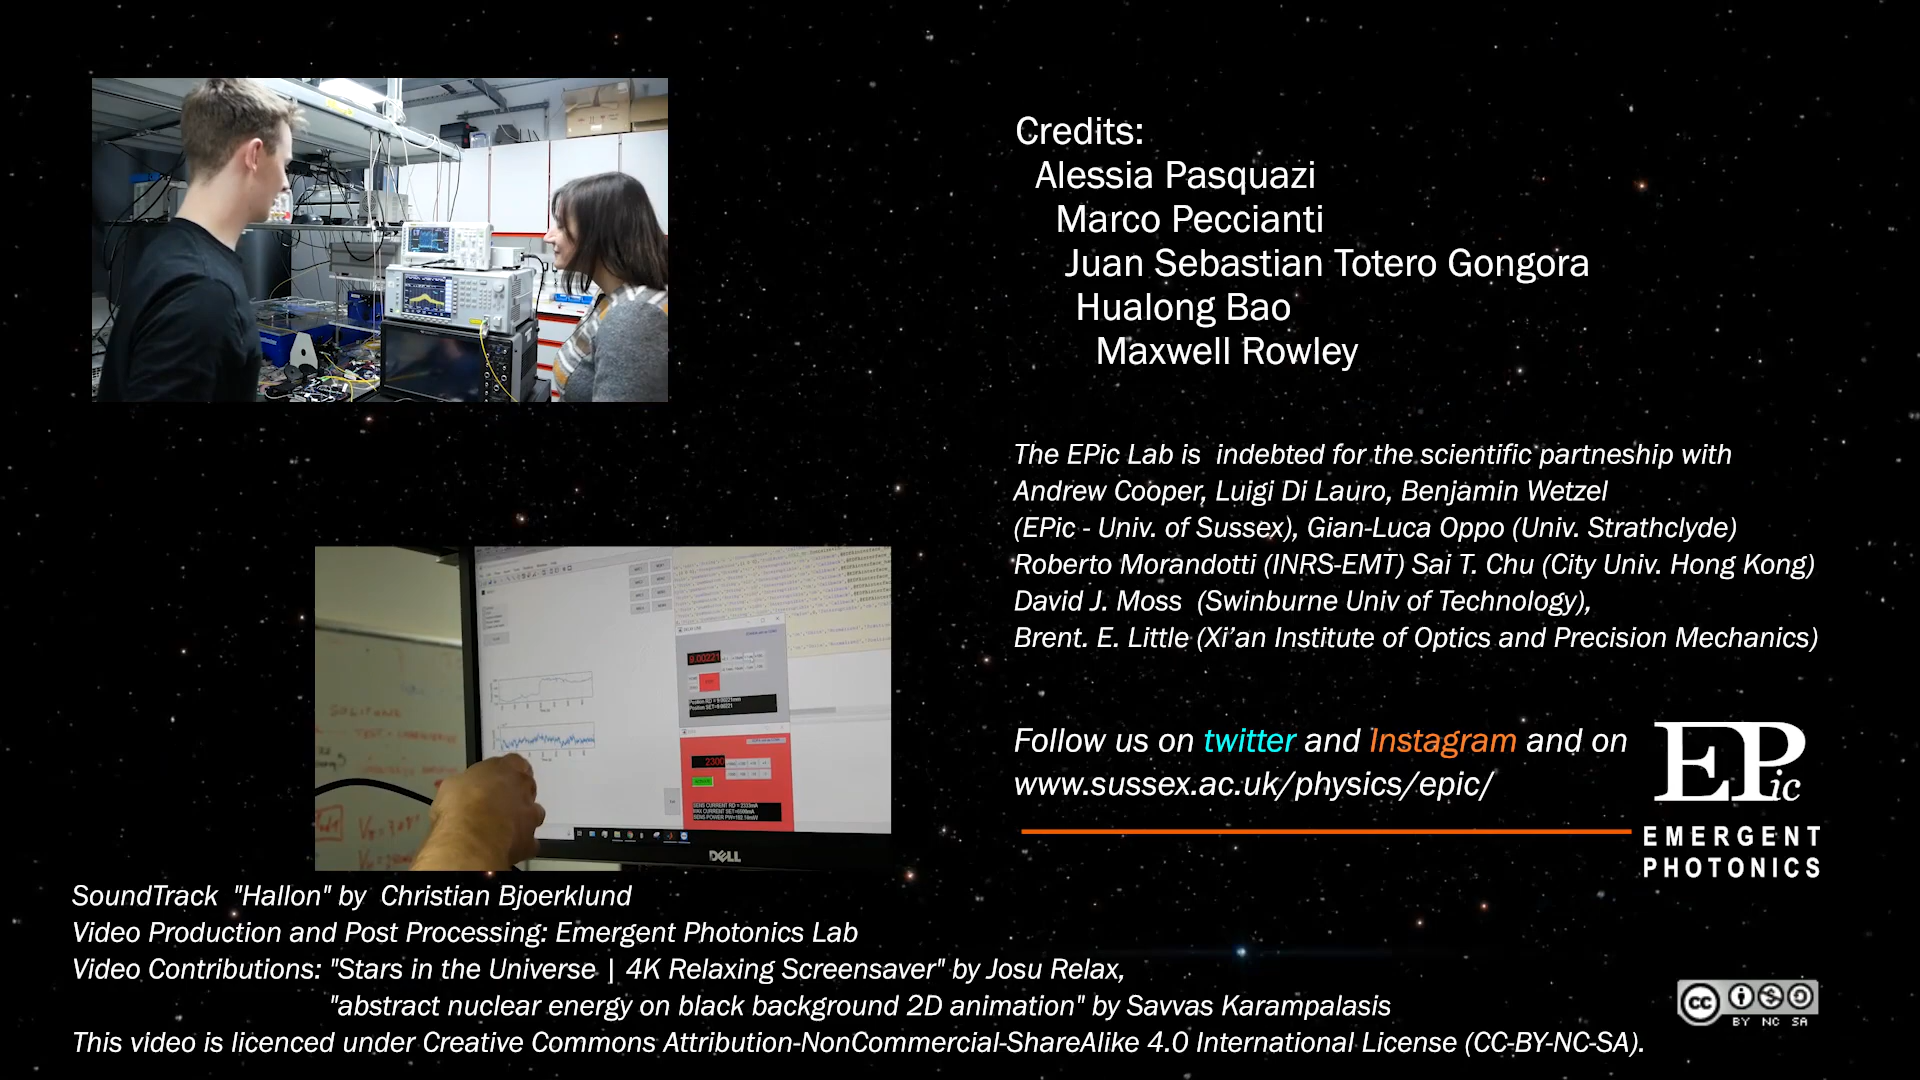 Credits:
Alessia Pasquazi
Marco Peccianti
Juan Sebastian Totero Gongora
Hualong Bao
Maxwell Rowley
The EPic Lab is indebted for the scientific partneship with
Andrew Cooper, Luigi Di Lauro, Benjamin Wetzel
(EPic - Univ. of Sussex), Gian-Luca Oppo (Univ. Strathclyde)
Roberto Morandotti (INRS-EMT) Sai T. Chu (City Univ. Hong Kong)
David J. Moss (Swinburne Univ of Technology),
Brent. E. Little (Xi'an Institute of Optics and Precision Mechanics)
Follow us on twitter and Instagram and on
www.sussex.ac.uk/physics/epic/
EPic
EMERGENT
PHOTONICS
9.00221
2300
DELL
SoundTrack "Hallon" by Christian Bjoerklund
Video Production and Post Processing: Emergent Photonics Lab
Video Contributions: "Stars in the Universe | 4K Relaxing Screensaver" by Josu Relax,
"abstract nuclear energy on black background 2D animation" by Savvas Karampalasis
This video is licenced under Creative Commons Attribution-NonCommercial-ShareAlike 4.0 International License (CC-BY-NC-SA).
cc
BY NC SA